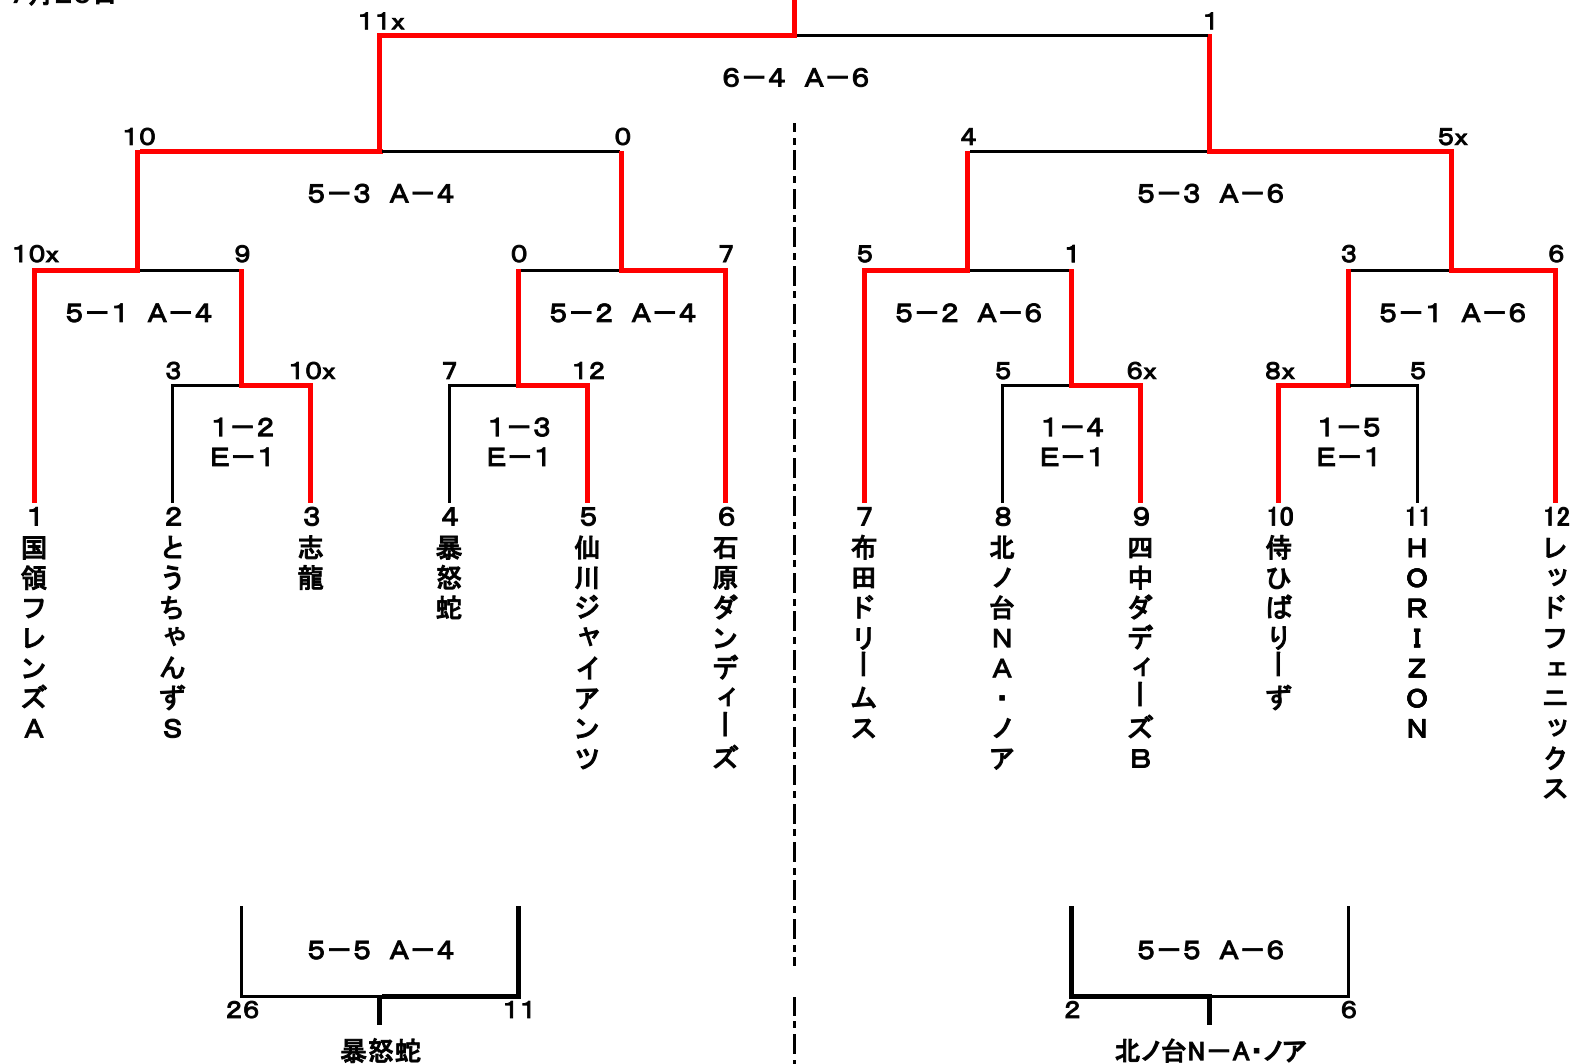 11x 1
6－4 A－6
10 0 4 5x
5－3 A－4 5－3 A－6
10x 9 0 7 5 1 3 6
5－1 A－4 5－2 A－4 5－2 A－6 5－1 A－6
3 10x 7 12 5 6x 8x 5
1－2 1－3 1－4 1－5
E－1 E－1 E－1 E－1
1 2 3 4 5 6 7 8 9 10 11 12
国領フレンズA
とうちゃんずS
志龍
暴怒蛇
仙川ジャイアンツ
石原ダンディーズ
布田ドリームス
北ノ台NA・ノア
四中ダディーズB
侍ひばりーず
HORIZON
レッドフェニックス
5－5 A－4 5－5 A－6
26 11 2 6
暴怒蛇 北ノ台N－A・ノア